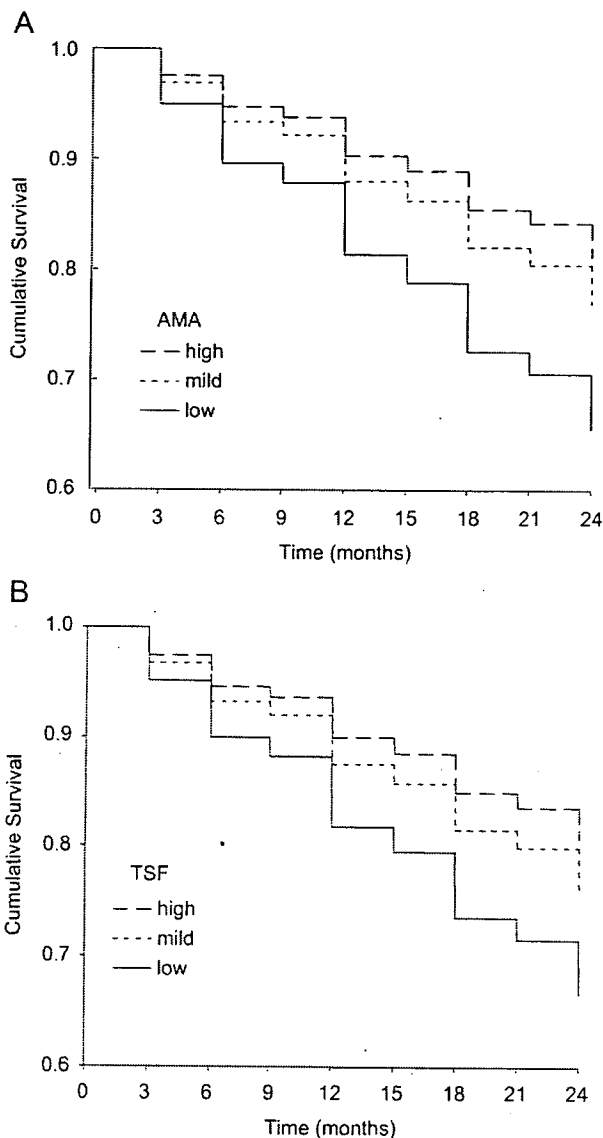 A
1.0
0.9
0.8
0.7
0.6
Cumulative Survival
AMA
high
mild
low
0 3 6 9 12 15 18 21 24
Time (months)
B
1.0
0.9
0.8
0.7
0.6
Cumulative Survival
TSF
high
mild
low
0 3 6 9 12 15 18 21 24
Time (months)